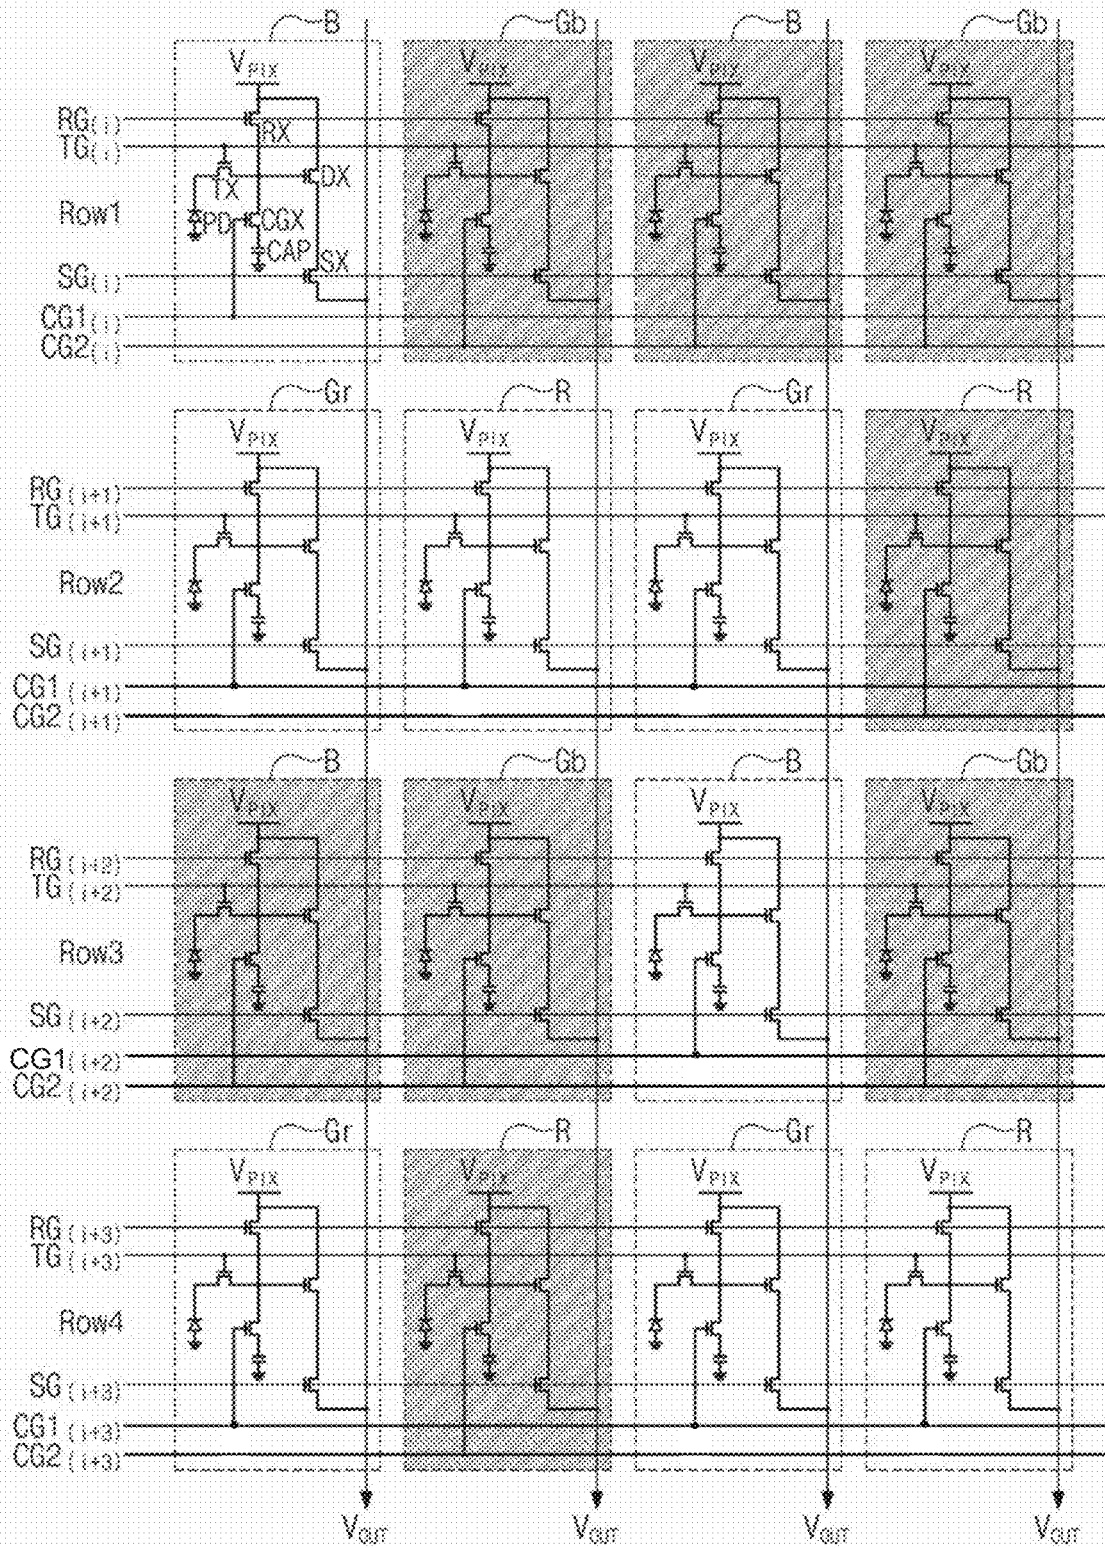 B Gb B Gb
VPIX VPIX VPIX VPIX
RG(i)
RX
TG(i)
TX DX
Row1
PD CGX
CAP
SX
SG(i)
CG1(i)
CG2(i)
Gr R Gr R
VPIX VPIX VPIX VPIX
RG(i+1)
TG(i+1)
Row2
SG(i+1)
CG1(i+1)
CG2(i+1)
B Gb B Gb
VPIX VPIX VPIX VPIX
RG(i+2)
TG(i+2)
Row3
SG(i+2)
CG1(i+2)
CG2(i+2)
Gr R Gr R
VPIX VPIX VPIX VPIX
RG(i+3)
TG(i+3)
Row4
SG(i+3)
CG1(i+3)
CG2(i+3)
VOUT VOUT VOUT VOUT